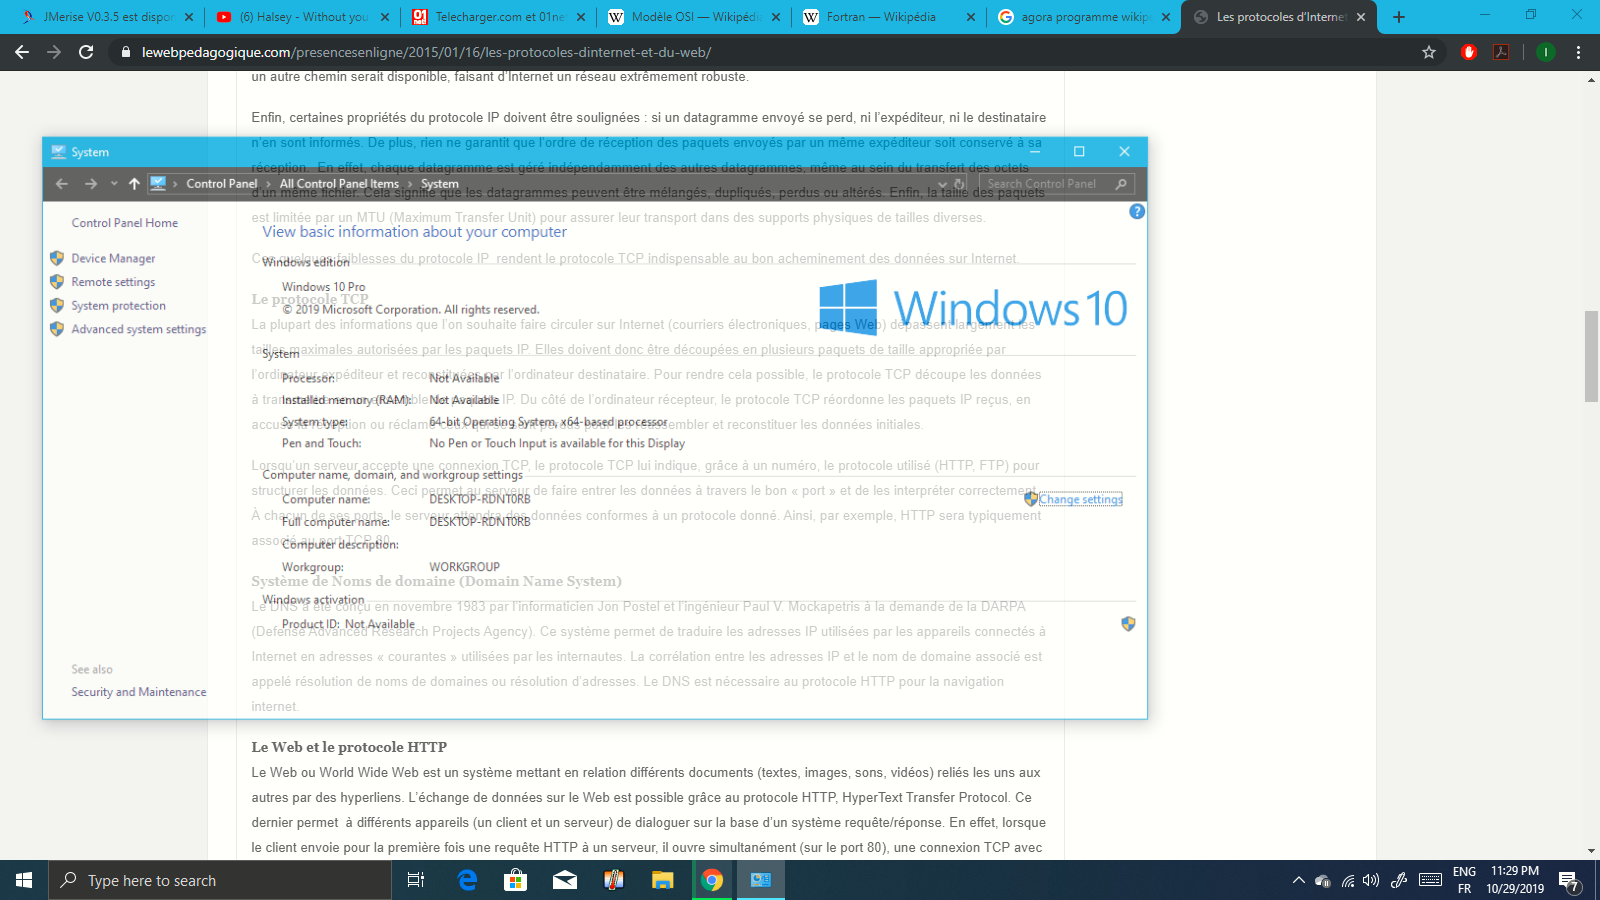 JMerise V0.3.5 est dispor
(6) Halsey - Without you
Telecharger.com et 01ne
Modèle OSI — Wikipédi
Fortran — Wikipédia
agora programme wikip
Les protocoles d'Internet
lewebpedagogique.com/presencesenligne/2015/01/16/les-protocoles-dinternet-et-du-web/
un autre chemin serait disponible, faisant d'Internet un réseau extrêmement robuste.
Enfin, certaines propriétés du protocole IP doivent être soulignées : si un datagramme envoyé se perd, ni l'expéditeur, ni le destinataire
n'en sont informés. De plus, rien ne garantit que l'ordre de réception des paquets envoyés par un même expéditeur soit conservé à sa
réception. En effet, chaque datagramme est géré indépendamment des autres datagrammes, même au sein du transfert des octets
d'un même fichier. Cela signifie que les datagrammes peuvent être mélangés, dupliqués, perdus ou altérés. Enfin, la taille des paquets
est limitée par un MTU (Maximum Transfer Unit) pour assurer leur transport dans des supports physiques de tailles diverses.
Ces quelques faiblesses du protocole IP rendent le protocole TCP indispensable au bon acheminement des données sur Internet.
Le protocole TCP
La plupart des informations que l'on souhaite faire circuler sur Internet (courriers électroniques, pages Web) dépassent largement les
tailles maximales autorisées par les paquets IP. Elles doivent donc être découpées en plusieurs paquets de taille appropriée par
l'ordinateur expéditeur et reconstituées par l'ordinateur destinataire. Pour rendre cela possible, le protocole TCP découpe les données
à paquets IP. Du côté de l'ordinateur récepteur, le protocole TCP réordonne les paquets IP reçus, en
réassembler et reconstituer les données initiales.
Lorsqu'un serveur accepte une connexion TCP, le protocole TCP lui indique, grâce à un numéro, le protocole utilisé (HTTP, FTP) pour
structurer les données. Ceci permet au serveur de faire entrer les données à travers le bon « port » et de les interpréter correctement.
À chacun de ses ports, le serveur attendra des données conformes à un protocole donné. Ainsi, par exemple, HTTP sera typiquement
associé au port TCP 80.
Système de Noms de domaine (Domain Name System)
Le DNS a été conçu en novembre 1983 par l'informaticien Jon Postel et l'ingénieur Paul V. Mockapetris à la demande de la DARPA
(Defense Advanced Research Projects Agency). Ce système permet de traduire les adresses IP utilisées par les appareils connectés à
Internet en adresses « courantes » utilisées par les internautes. La corrélation entre les adresses IP et le nom de domaine associé est
appelé résolution de noms de domaines ou résolution d'adresses. Le DNS est nécessaire au protocole HTTP pour la navigation
internet.
Le Web et le protocole HTTP
Le Web ou World Wide Web est un système mettant en relation différents documents (textes, images, sons, vidéos) reliés les uns aux
autres par des hyperliens. L'échange de données sur le Web est possible grâce au protocole HTTP, HyperText Transfer Protocol. Ce
dernier permet à différents appareils (un client et un serveur) de dialoguer sur la base d'un système requête/réponse. En effet, lorsque
le client envoie pour la première fois une requête HTTP à un serveur, il ouvre simultanément (sur le port 80), une connexion TCP avec
System
Control Panel › All Control Panel Items › System
Search Control Panel
Control Panel Home
Device Manager
Remote settings
System protection
Advanced system settings
See also
Security and Maintenance
View basic information about your computer
Windows edition
Windows 10 Pro
© 2019 Microsoft Corporation. All rights reserved.
Windows 10
System
Processor: Not Available
Installed memory (RAM): Not Available
System type: 64-bit Operating System, x64-based processor
Pen and Touch: No Pen or Touch Input is available for this Display
Computer name, domain, and workgroup settings
Computer name: DESKTOP-RDNT0RB
Change settings
Full computer name: DESKTOP-RDNT0RB
Computer description:
Workgroup: WORKGROUP
Windows activation
Product ID: Not Available
Type here to search
ENG
FR
11:29 PM
10/29/2019
7